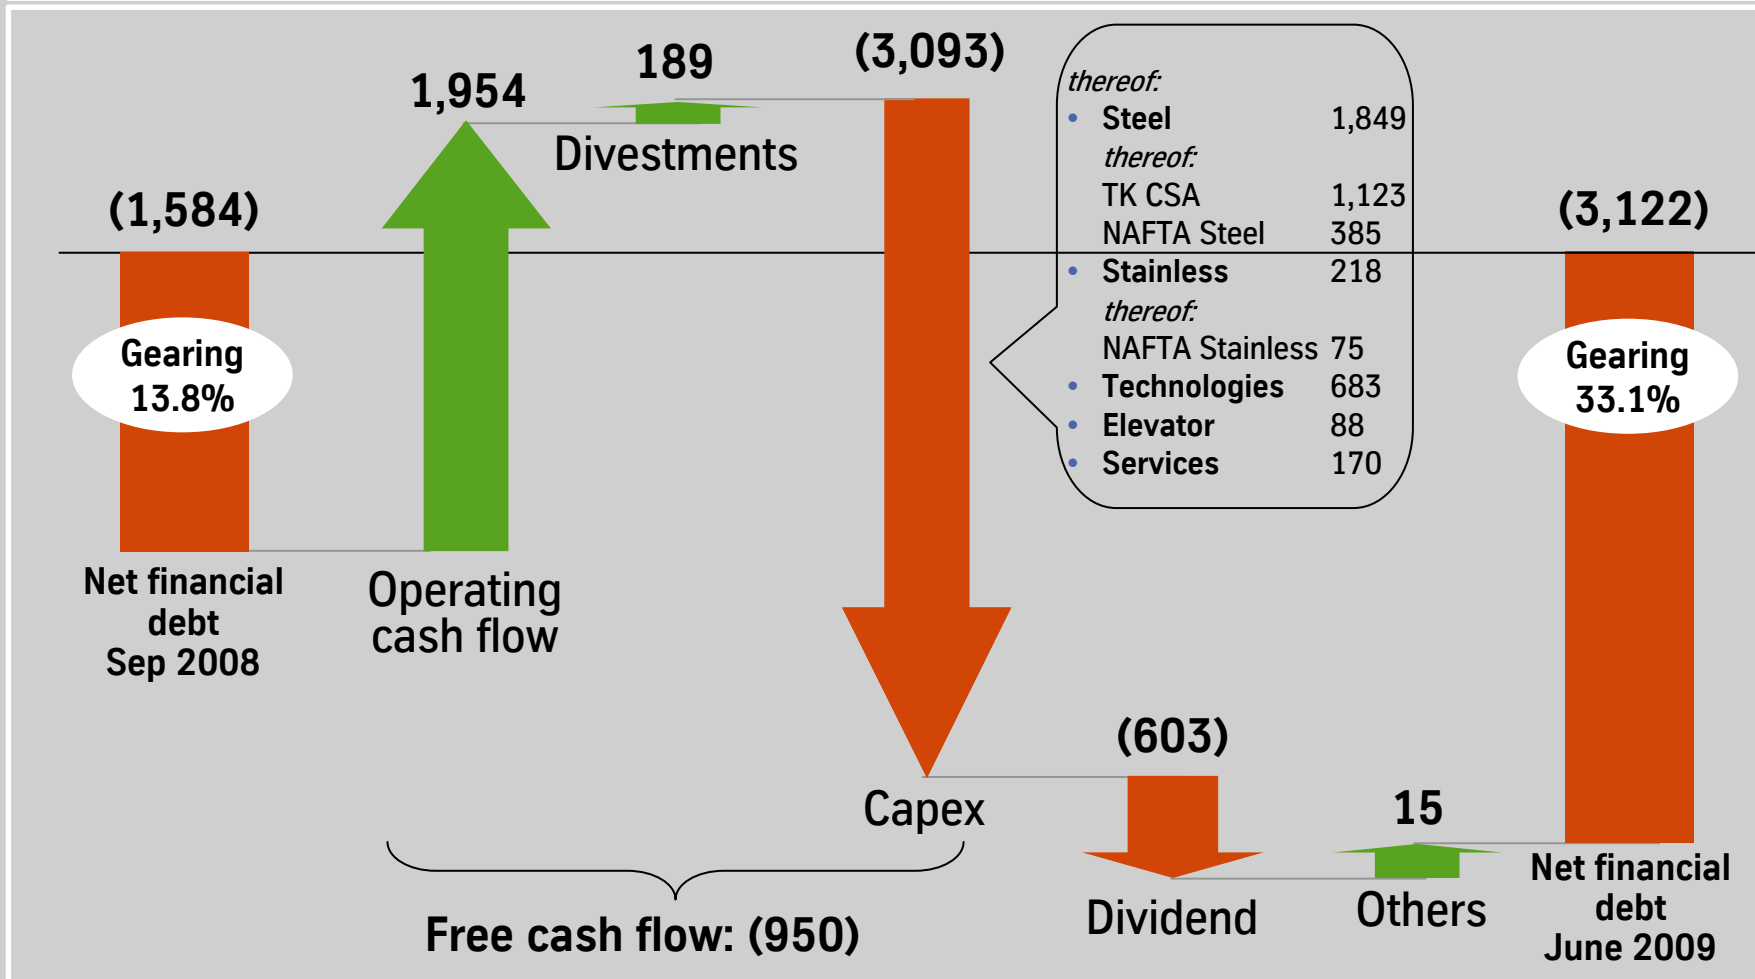 (1,584)
Gearing
13.8%
Net financial
debt
Sep 2008
1,954
Operating
cash flow
189
Divestments
(3,093)
Capex
thereof:
• Steel 1,849
thereof:
TK CSA 1,123
NAFTA Steel 385
• Stainless 218
thereof:
NAFTA Stainless 75
• Technologies 683
• Elevator 88
• Services 170
Free cash flow: (950)
(603)
Dividend
15
Others
(3,122)
Gearing
33.1%
Net financial
debt
June 2009